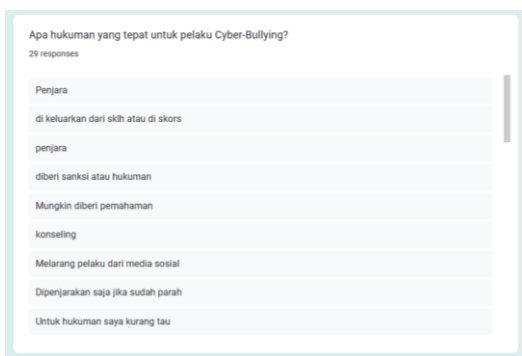 Apa hukuman yang tepat untuk pelaku Cyber-Bullying?
29 responses
Penjara
di keluarkan dari sklh atau di skors
penjara
diberi sanksi atau hukuman
Mungkin diberi pemahaman
konseling
Melarang pelaku dari media sosial
Dipenjarakan saja jika sudah parah
Untuk hukuman saya kurang tau